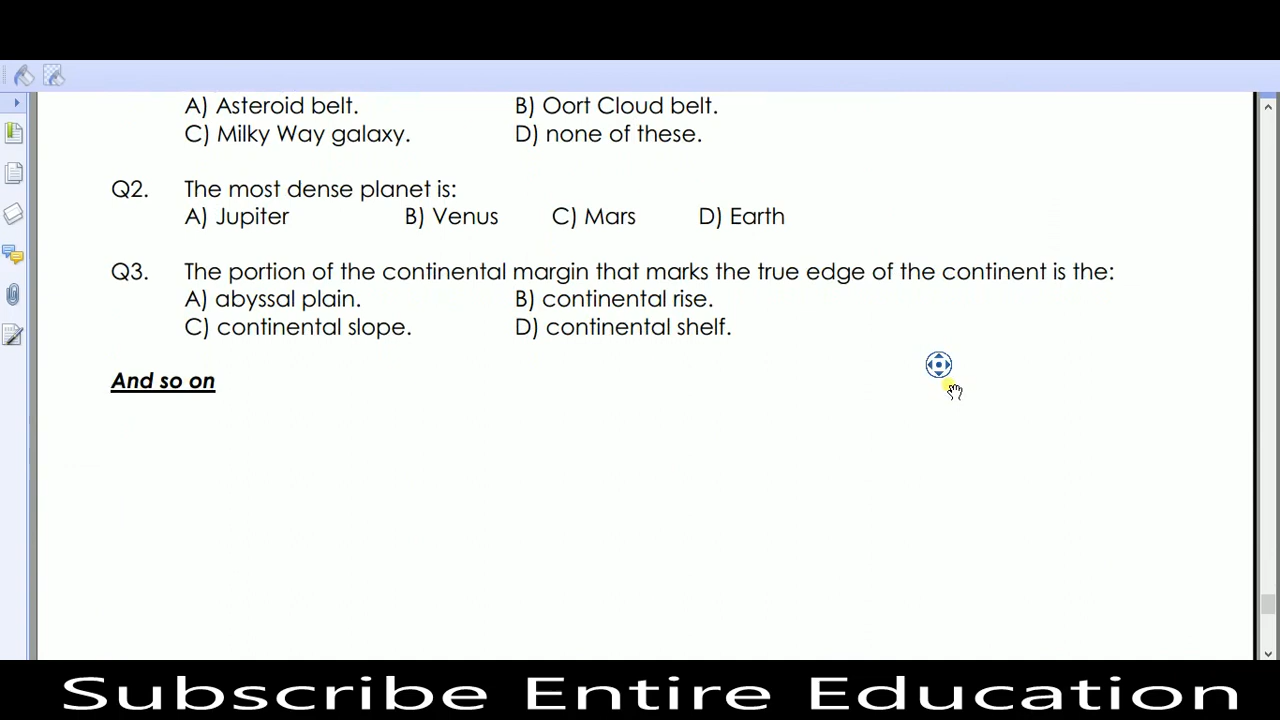 A) Asteroid belt. B) Oort Cloud belt.
C) Milky Way galaxy. D) none of these.
Q2. The most dense planet is:
A) Jupiter B) Venus C) Mars D) Earth
Q3. The portion of the continental margin that marks the true edge of the continent is the:
A) abyssal plain. B) continental rise.
C) continental slope. D) continental shelf.
And so on
Subscribe Entire Education